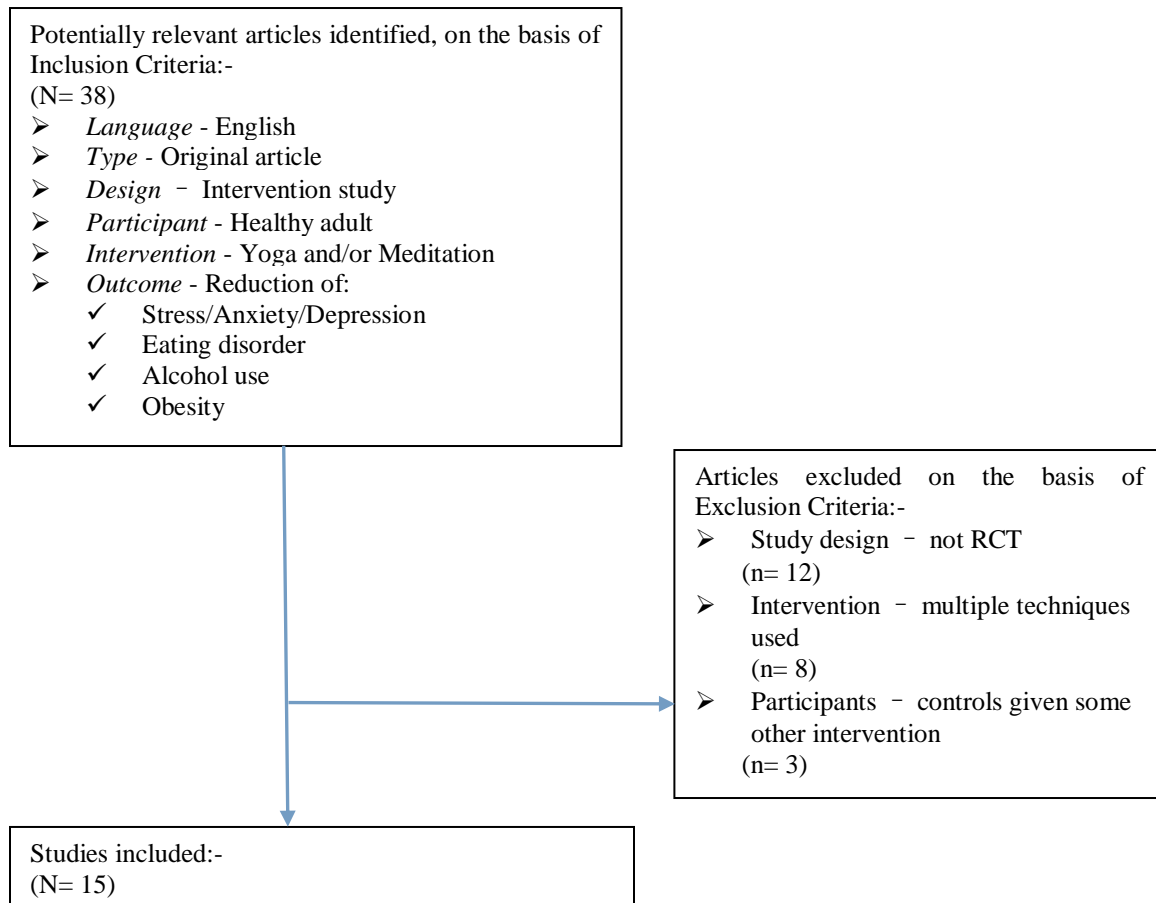 Potentially relevant articles identified, on the basis of
Inclusion Criteria:-
(N= 38)
➢ Language - English
➢ Type - Original article
➢ Design – Intervention study
➢ Participant - Healthy adult
➢ Intervention - Yoga and/or Meditation
➢ Outcome - Reduction of:
✓ Stress/Anxiety/Depression
✓ Eating disorder
✓ Alcohol use
✓ Obesity
Articles excluded on the basis of
Exclusion Criteria:-
➢ Study design – not RCT
(n= 12)
➢ Intervention – multiple techniques
used
(n= 8)
➢ Participants – controls given some
other intervention
(n= 3)
Studies included:-
(N= 15)